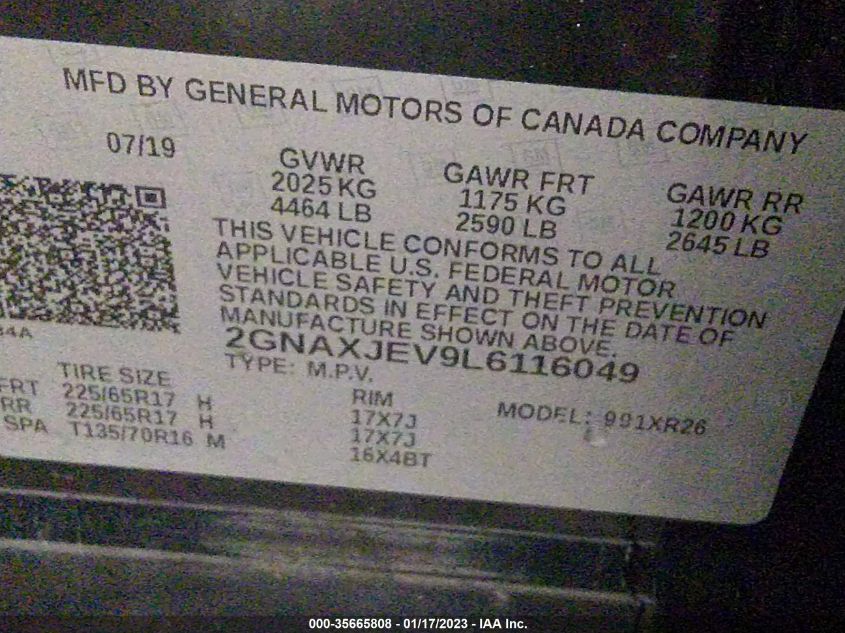 MFD BY GENERAL MOTORS OF CANADA COMPANY
07/19
GVWR GAWR FRT GAWR RR
2025 KG 1175 KG 1200 KG
4464 LB 2590 LB 2645 LB
THIS VEHICLE CONFORMS TO ALL
APPLICABLE U.S. FEDERAL MOTOR
VEHICLE SAFETY AND THEFT PREVENTION
STANDARDS IN EFFECT ON THE DATE OF
MANUFACTURE SHOWN ABOVE.
2GNAXJEV9L6116049
TYPE: M.P.V. MODEL: 991XR26
TIRE SIZE RIM
FRT 225/65R17 H 17X7J
RR 225/65R17 H 17X7J
SPA T135/70R16 M 16X4BT
000-35665808 - 01/17/2023 - IAA Inc.